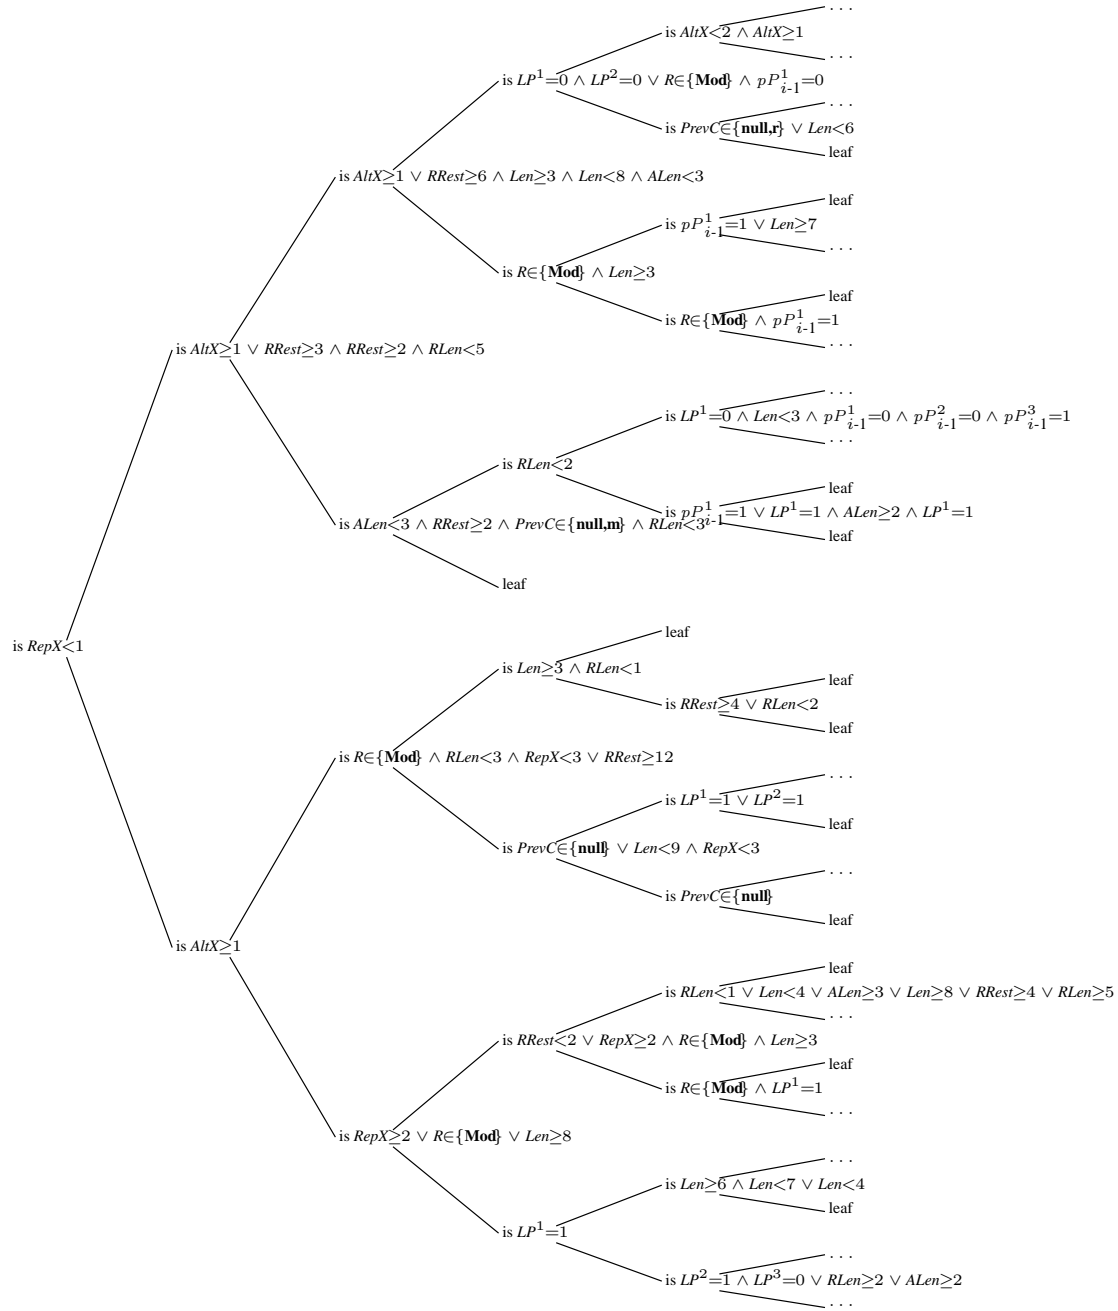 . . .
is AltX<2 ∧ AltX≥1
. . .
is LP¹=0 ∧ LP²=0 ∨ R∈{Mod} ∧ pP¹ᵢ₋₁=0
. . .
is PrevC∈{null,r} ∨ Len<6
leaf
is AltX≥1 ∨ RRest≥6 ∧ Len≥3 ∧ Len<8 ∧ ALen<3
leaf
is pP¹ᵢ₋₁=1 ∨ Len≥7
. . .
is R∈{Mod} ∧ Len≥3
leaf
is R∈{Mod} ∧ pP¹ᵢ₋₁=1
. . .
is AltX≥1 ∨ RRest≥3 ∧ RRest≥2 ∧ RLen<5
. . .
is LP¹=0 ∧ Len<3 ∧ pP¹ᵢ₋₁=0 ∧ pP²ᵢ₋₁=0 ∧ pP³ᵢ₋₁=1
. . .
is RLen<2
leaf
is pP¹ᵢ₋₁=1 ∨ LP¹=1 ∧ ALen≥2 ∧ LP¹=1
is ALen<3 ∧ RRest≥2 ∧ PrevC∈{null,m} ∧ RLen<3
leaf
leaf
is RepX<1
leaf
is Len≥3 ∧ RLen<1
leaf
is RRest≥4 ∨ RLen<2
leaf
is R∈{Mod} ∧ RLen<3 ∧ RepX<3 ∨ RRest≥12
. . .
is LP¹=1 ∨ LP²=1
leaf
is PrevC∈{null} ∨ Len<9 ∧ RepX<3
. . .
is PrevC∈{null}
leaf
is AltX≥1
leaf
is RLen<1 ∨ Len<4 ∨ ALen≥3 ∨ Len≥8 ∨ RRest≥4 ∨ RLen≥5
. . .
is RRest<2 ∨ RepX≥2 ∧ R∈{Mod} ∧ Len≥3
leaf
is R∈{Mod} ∧ LP¹=1
. . .
is RepX≥2 ∨ R∈{Mod} ∨ Len≥8
. . .
is Len≥6 ∧ Len<7 ∨ Len<4
leaf
is LP¹=1
. . .
is LP²=1 ∧ LP³=0 ∨ RLen≥2 ∨ ALen≥2
. . .